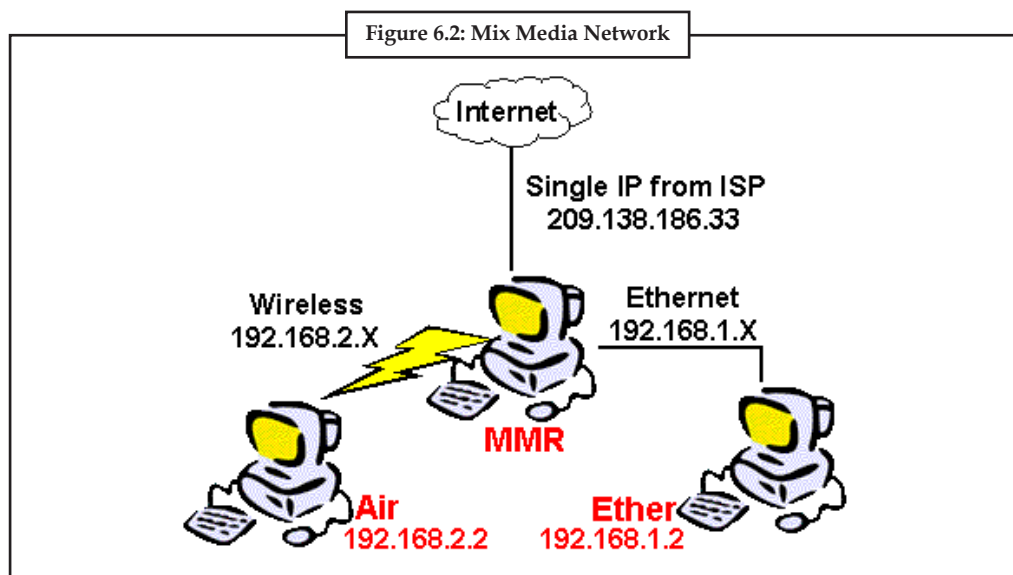 Figure 6.2: Mix Media Network
Internet
Single IP from ISP
209.138.186.33
Wireless
192.168.2.X
Ethernet
192.168.1.X
MMR
Air
192.168.2.2
Ether
192.168.1.2